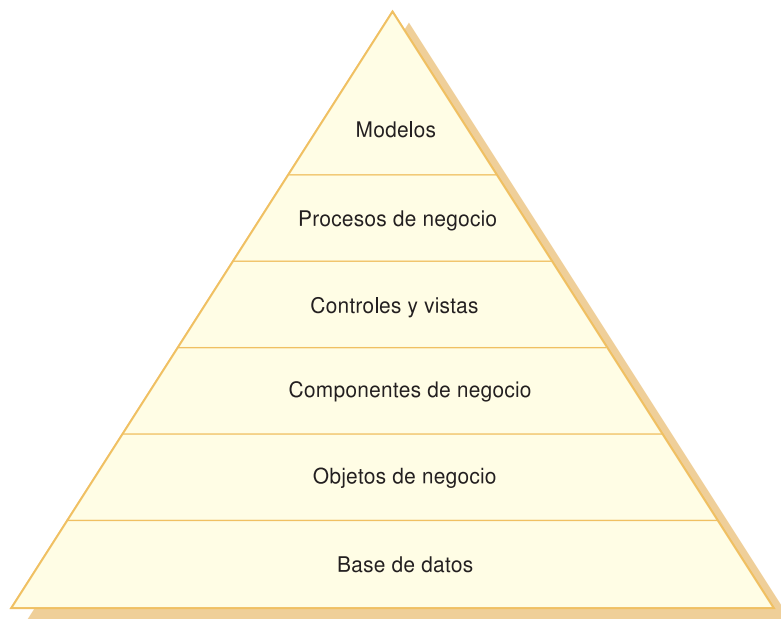 Modelos
Procesos de negocio
Controles y vistas
Componentes de negocio
Objetos de negocio
Base de datos